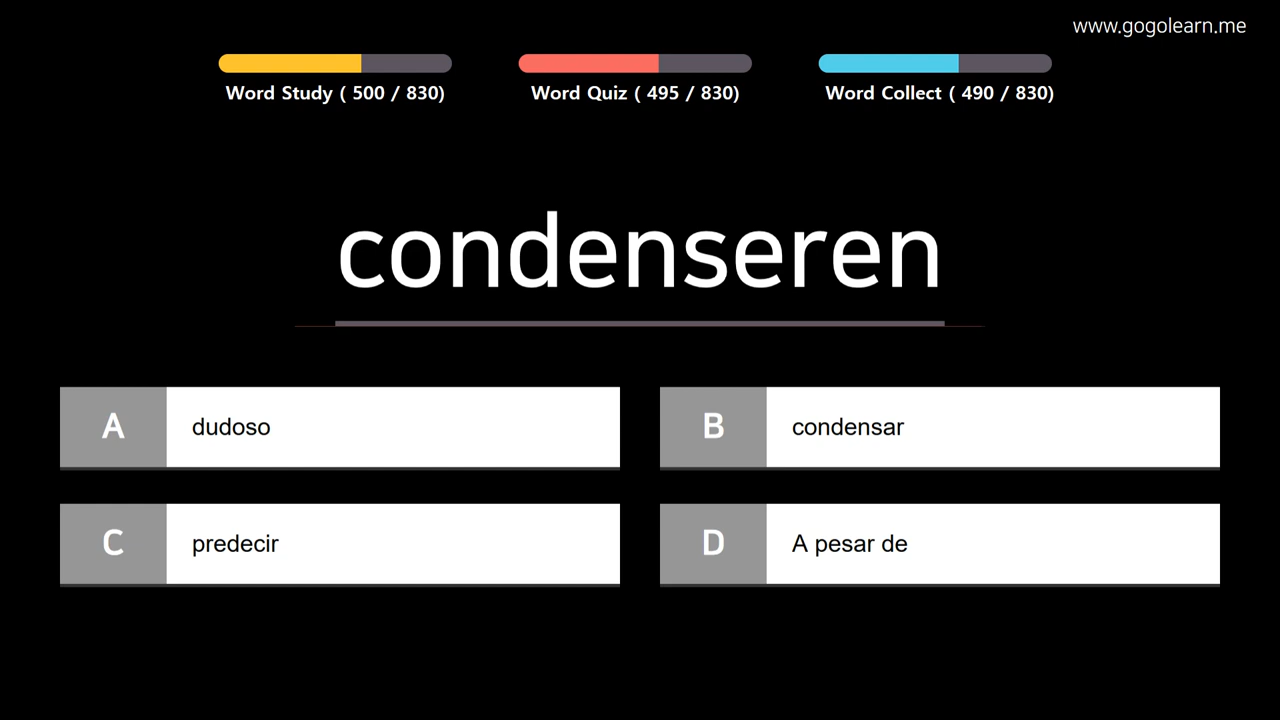 www.gogolearn.me
Word Study ( 500 / 830)
Word Quiz ( 495 / 830)
Word Collect ( 490 / 830)
condenseren
A dudoso
B condensar
C predecir
D A pesar de